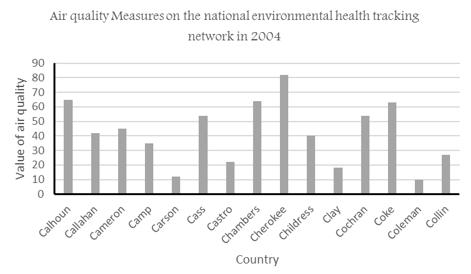 Air quality Measures on the national environmental health tracking
network in 2004
Value of air quality
90
80
70
60
50
40
30
20
10
0
Calhoun
Callahan
Cameron
Camp
Carson
Cass
Castro
Chambers
Cherokee
Childress
Clay
Cochran
Coke
Coleman
Collin
Country